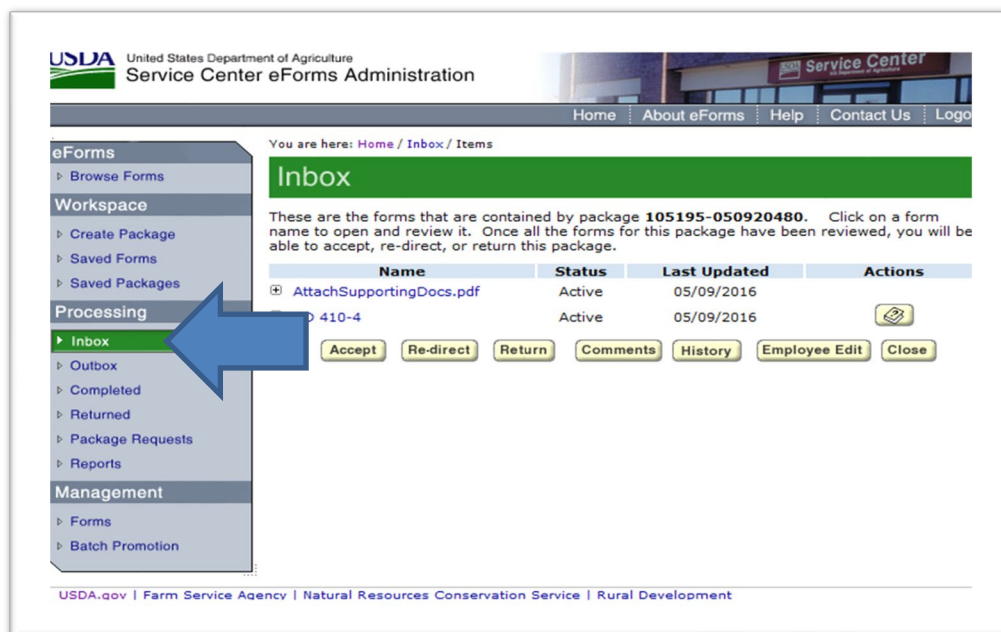 USDA
United States Department of Agriculture
Service Center eForms Administration
Service Center
Home About eForms Help Contact Us Logo
eForms
Browse Forms
Workspace
Create Package
Saved Forms
Saved Packages
Processing
Inbox
Outbox
Completed
Returned
Package Requests
Reports
Management
Forms
Batch Promotion
You are here: Home / Inbox / Items
Inbox
These are the forms that are contained by package 105195-050920480. Click on a form
name to open and review it. Once all the forms for this package have been reviewed, you will be
able to accept, re-direct, or return this package.
Name Status Last Updated Actions
AttachSupportingDocs.pdf Active 05/09/2016
410-4 Active 05/09/2016
Accept Re-direct Return Comments History Employee Edit Close
USDA.gov | Farm Service Agency | Natural Resources Conservation Service | Rural Development